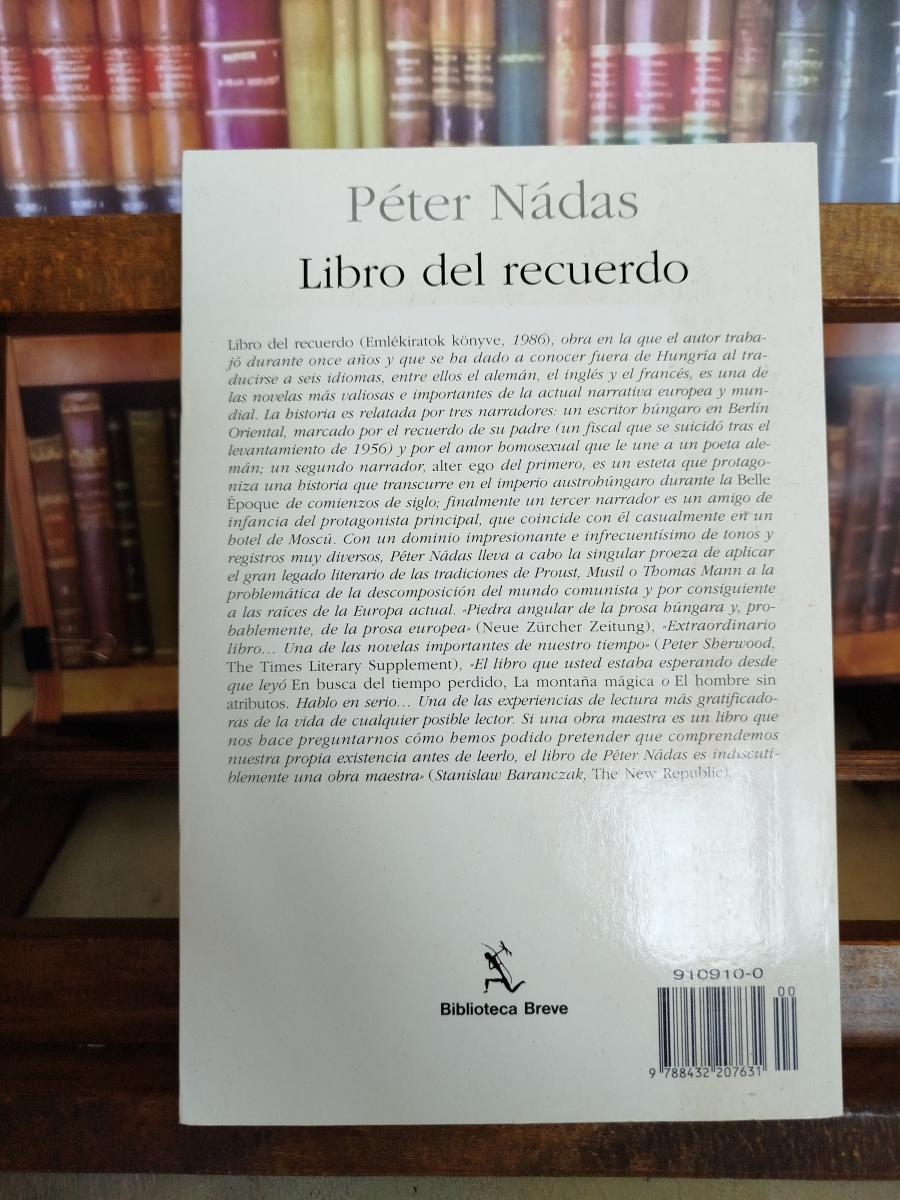 Péter Nádas
Libro del recuerdo
Libro del recuerdo (Emlékiratok könyve, 1986), obra en la que el autor traba-
jó durante once años y que se ha dado a conocer fuera de Hungría al tra-
ducirse a seis idiomas, entre ellos el alemán, el inglés y el francés, es una de
las novelas más valiosas e importantes de la actual narrativa europea y mun-
dial. La historia es relatada por tres narradores: un escritor húngaro en Berlín
Oriental, marcado por el recuerdo de su padre (un fiscal que se suicidó tras el
levantamiento de 1956) y por el amor homosexual que le une a un poeta ale-
mán; un segundo narrador, alter ego del primero, es un esteta que protago-
niza una historia que transcurre en el imperio austrohúngaro durante la Belle
Époque de comienzos de siglo; finalmente un tercer narrador es un amigo de
infancia del protagonista principal, que coincide con él casualmente en un
hotel de Moscú. Con un dominio impresionante e infrecuentísimo de tonos y
registros muy diversos, Péter Nádas lleva a cabo la singular proeza de aplicar
el gran legado literario de las tradiciones de Proust, Musil o Thomas Mann a la
problemática de la descomposición del mundo comunista y por consiguiente
a las raíces de la Europa actual. «Piedra angular de la prosa húngara y, pro-
bablemente, de la prosa europea» (Neue Zürcher Zeitung), «Extraordinario
libro... Una de las novelas importantes de nuestro tiempo» (Peter Sherwood,
The Times Literary Supplement), «El libro que usted estaba esperando desde
que leyó En busca del tiempo perdido, La montaña mágica o El hombre sin
atributos. Hablo en serio... Una de las experiencias de lectura más gratificado-
ras de la vida de cualquier posible lector. Si una obra maestra es un libro que
nos hace preguntarnos cómo hemos podido pretender que comprendemos
nuestra propia existencia antes de leerlo, el libro de Péter Nádas es indiscuti-
blemente una obra maestra» (Stanislaw Baranczak, The New Republic).
Biblioteca Breve
910910-0
00
9 788432 207631